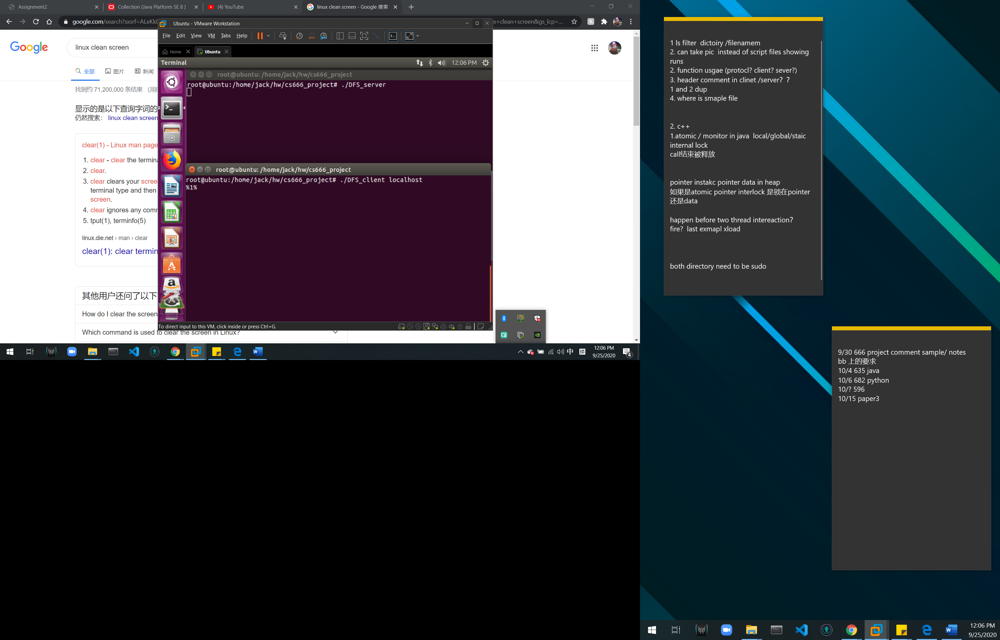 Assignment2
Collection (Java Platform SE 8 )
(4) YouTube
linux clean screen - Google 搜索
google.com/search?sxsrf=ALeKk
x+clean+screen&gs_lcp=...
Ubuntu - VMware Workstation
File Edit View VM Tabs Help
Home
Ubuntu
Google
linux clean screen
全部
图片
新闻
找到约 71,200,000 条结果
显示的是以下查询字词的
仍然搜索： linux clean screen
clear(1) - Linux man page
1. clear - clear the termina
2. clear.
3. clear clears your scree
terminal type and then
screen.
4. clear ignores any comm
5. tput(1), terminfo(5)
linux.die.net › man › clear
clear(1): clear termin
其他用户还问了以下
How do I clear the screen
Which command is used to clear the screen in Linux?
Terminal
12:06 PM
root@ubuntu: /home/jack/hw/cs666_project
root@ubuntu:/home/jack/hw/cs666_project# ./DFS_server
root@ubuntu: /home/jack/hw/cs666_project
root@ubuntu:/home/jack/hw/cs666_project# ./DFS_client localhost
%1%
To direct input to this VM, click inside or press Ctrl+G.
中
拼
12:06 PM
9/25/2020
4
1 ls filter  dictoiry /filenamem
2. can take pic  instead of script files showing
runs
2. function usgae (protocl? client? sever?)
3. header comment in clinet /server? ?
1 and 2 dup
4. where is smaple file
2. c++
1.atomic / monitor in java  local/global/staic
internal lock
call结束被释放
pointer instakc pointer data in heap
如果是atomic pointer interlock 是锁在pointer
还是data
happen before two thread intereaction?
fire?  last exmapl xload
both directory need to be sudo
9/30 666 project comment sample/ notes
bb 上的要求
10/4 635 java
10/6 682 python
10/? 596
10/15 paper3
12:06 PM
9/25/2020